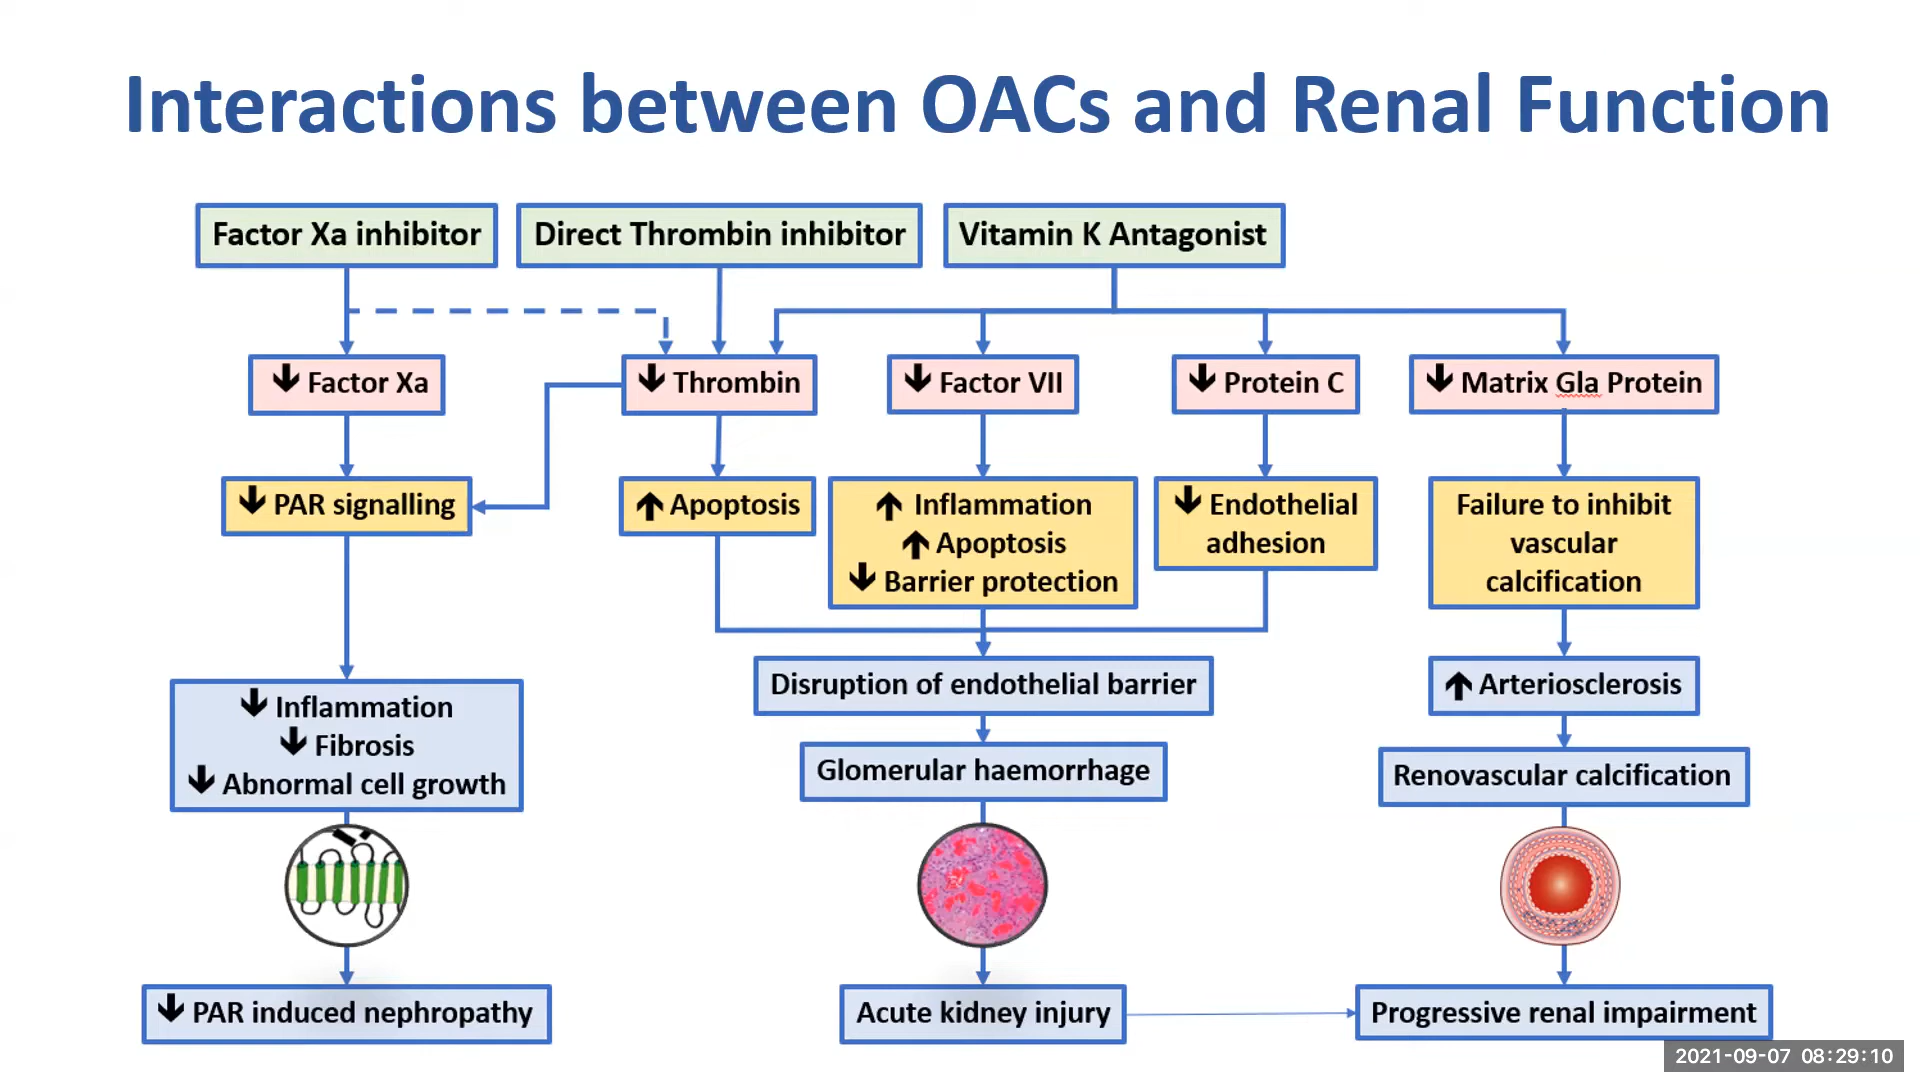 Interactions between OACs and Renal Function
Factor Xa inhibitor
Direct Thrombin inhibitor
Vitamin K Antagonist
↓ Factor Xa
↓ Thrombin
↓ Factor VII
↓ Protein C
↓ Matrix Gla Protein
↓ PAR signalling
↑ Apoptosis
↑ Inflammation
↑ Apoptosis
↓ Barrier protection
↓ Endothelial
adhesion
Failure to inhibit
vascular
calcification
↓ Inflammation
↓ Fibrosis
↓ Abnormal cell growth
Disruption of endothelial barrier
↑ Arteriosclerosis
Glomerular haemorrhage
Renovascular calcification
↓ PAR induced nephropathy
Acute kidney injury
Progressive renal impairment
2021-09-07 08:29:10